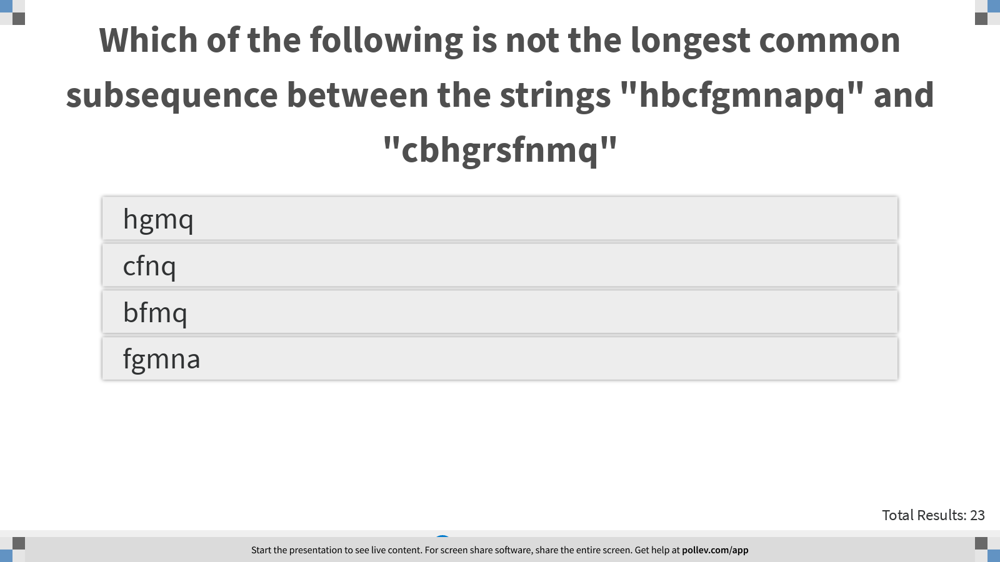 Which of the following is not the longest common
subsequence between the strings "hbcfgmnapq" and
"cbhgrsfnmq"
hgmq
cfnq
bfmq
fgmna
Total Results: 23
Start the presentation to see live content. For screen share software, share the entire screen. Get help at pollev.com/app